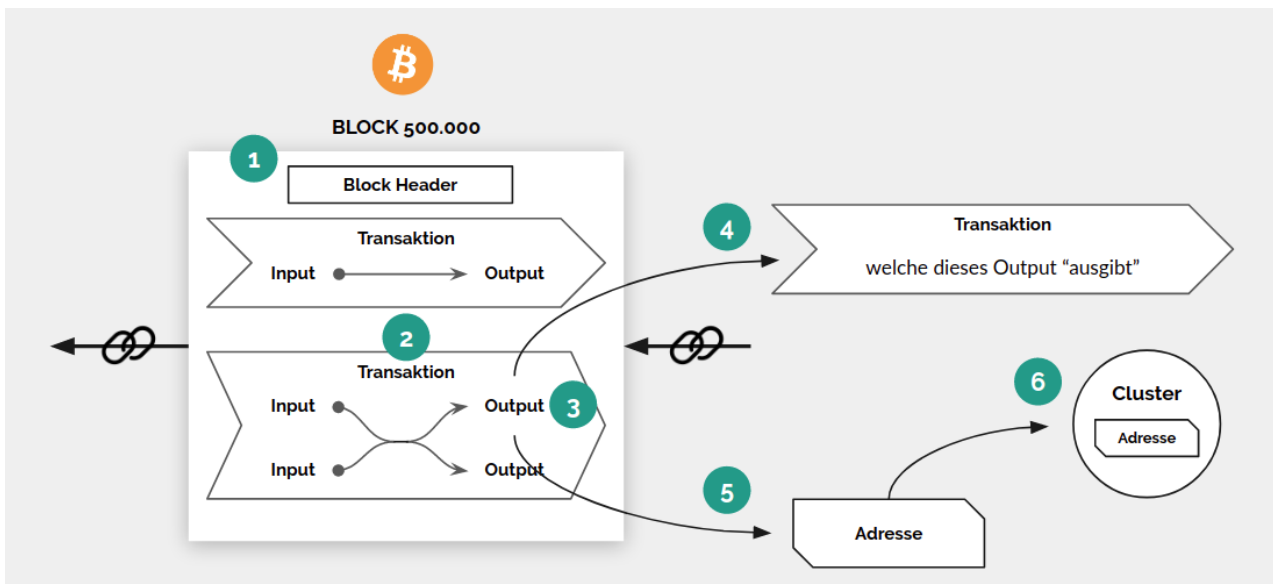 BLOCK 500.000
1
Block Header
Transaktion
Input Output
2
Transaktion
Input Output
3
Input Output
4
Transaktion
welche dieses Output “ausgibt”
5
Adresse
6
Cluster
Adresse